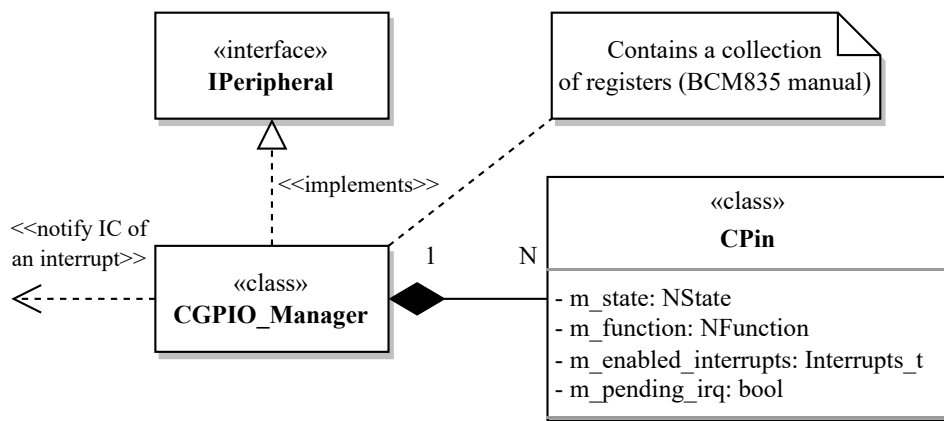 «interface»
IPeripheral
Contains a collection
of registers (BCM835 manual)
<<implements>>
<<notify IC of
an interrupt>>
«class»
CGPIO_Manager
1
N
«class»
CPin
- m_state: NState
- m_function: NFunction
- m_enabled_interrupts: Interrupts_t
- m_pending_irq: bool